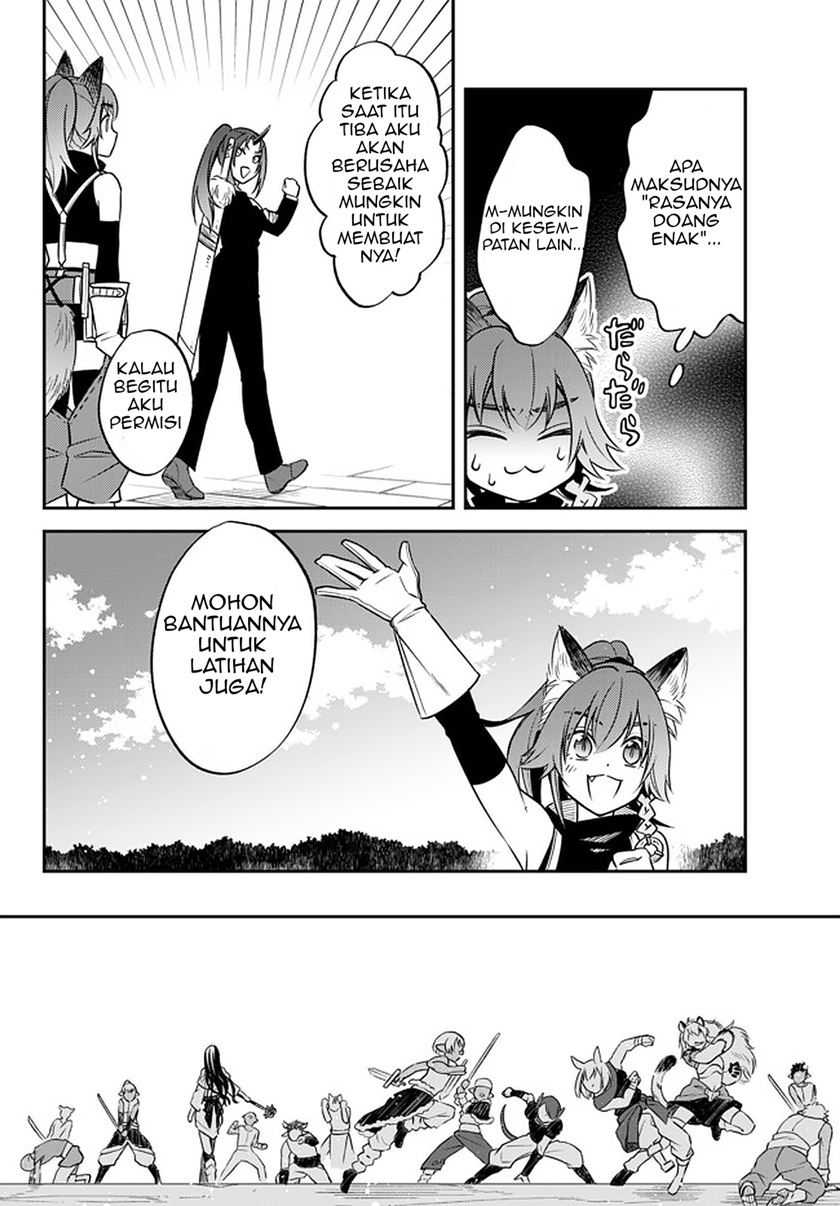 APA
MAKSUDNYA
"RASANYA
DOANG
ENAK"...
M-MUNGKIN
DI KESEM-
PATAN LAIN...
だらだら
KETIKA
SAAT ITU
TIBA AKU
AKAN
BERUSAHA
SEBAIK
MUNGKIN
UNTUK
MEMBUAT
NYA!
KALAU
BEGITU
AKU
PERMISI
MOHON
BANTUANNYA
UNTUK
LATIHAN
JUGA!